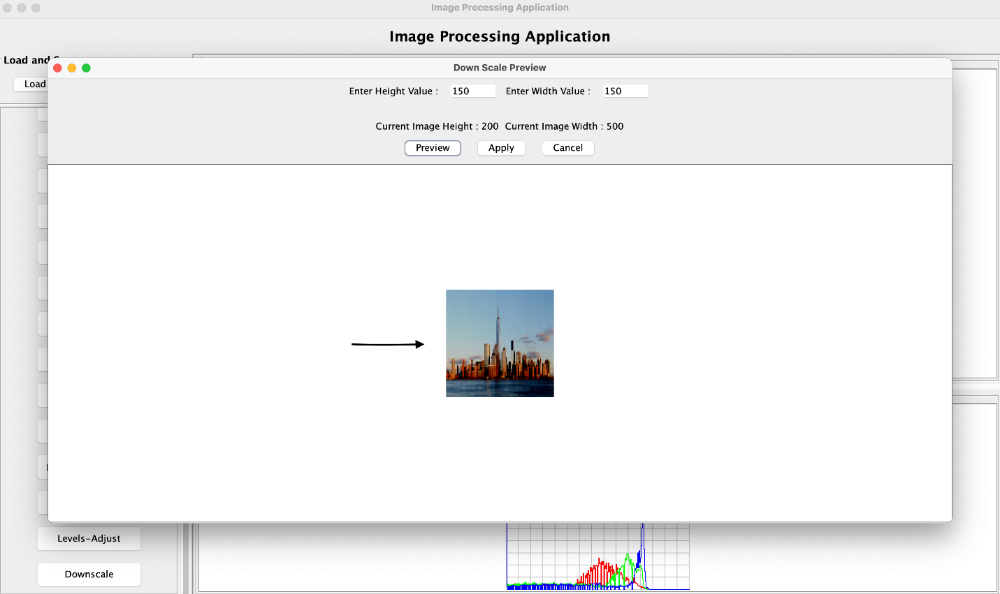 Image Processing Application
Image Processing Application
Load and
Load
Down Scale Preview
Enter Height Value : 150 Enter Width Value : 150
Current Image Height : 200 Current Image Width : 500
Preview Apply Cancel
Levels-Adjust
Downscale